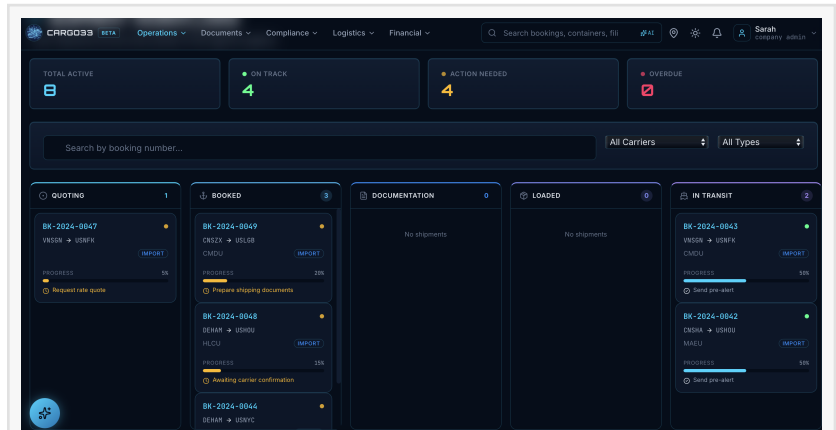 CARGO33 BETA Operations Documents Compliance Logistics Financial Search bookings, containers, fili AI Sarah
company admin
TOTAL ACTIVE ON TRACK ACTION NEEDED OVERDUE
8 4 4 0
Search by booking number... All Carriers All Types
QUOTING 1 BOOKED 3 DOCUMENTATION 0 LOADED 0 IN TRANSIT 2
BK-2024-0047
VNSGN → USNFK
IMPORT
PROGRESS 5%
Request rate quote
BK-2024-0049
CNSZX → USLGB
CMDU IMPORT
PROGRESS 20%
Prepare shipping documents
BK-2024-0048
DEHAM → USHOU
HLCU IMPORT
PROGRESS 15%
Awaiting carrier confirmation
BK-2024-0044
DEHAM → USNYC
No shipments
No shipments
BK-2024-0043
VNSGN → USNFK
CMDU IMPORT
PROGRESS 50%
Send pre-alert
BK-2024-0042
CNSHA → USHOU
MAEU IMPORT
PROGRESS 50%
Send pre-alert